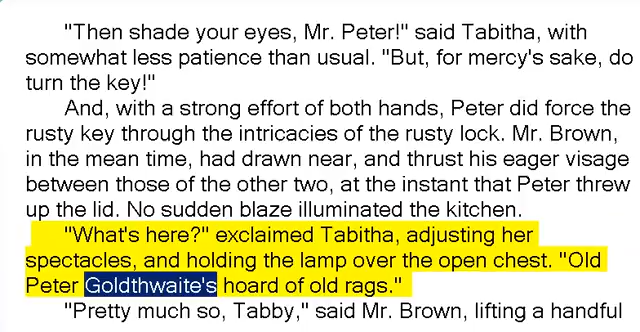 "Then shade your eyes, Mr. Peter!" said Tabitha, with
somewhat less patience than usual. "But, for mercy's sake, do
turn the key!"
And, with a strong effort of both hands, Peter did force the
rusty key through the intricacies of the rusty lock. Mr. Brown,
in the mean time, had drawn near, and thrust his eager visage
between those of the other two, at the instant that Peter threw
up the lid. No sudden blaze illuminated the kitchen.
"What's here?" exclaimed Tabitha, adjusting her
spectacles, and holding the lamp over the open chest. "Old
Peter Goldthwaite's hoard of old rags."
"Pretty much so, Tabby," said Mr. Brown, lifting a handful